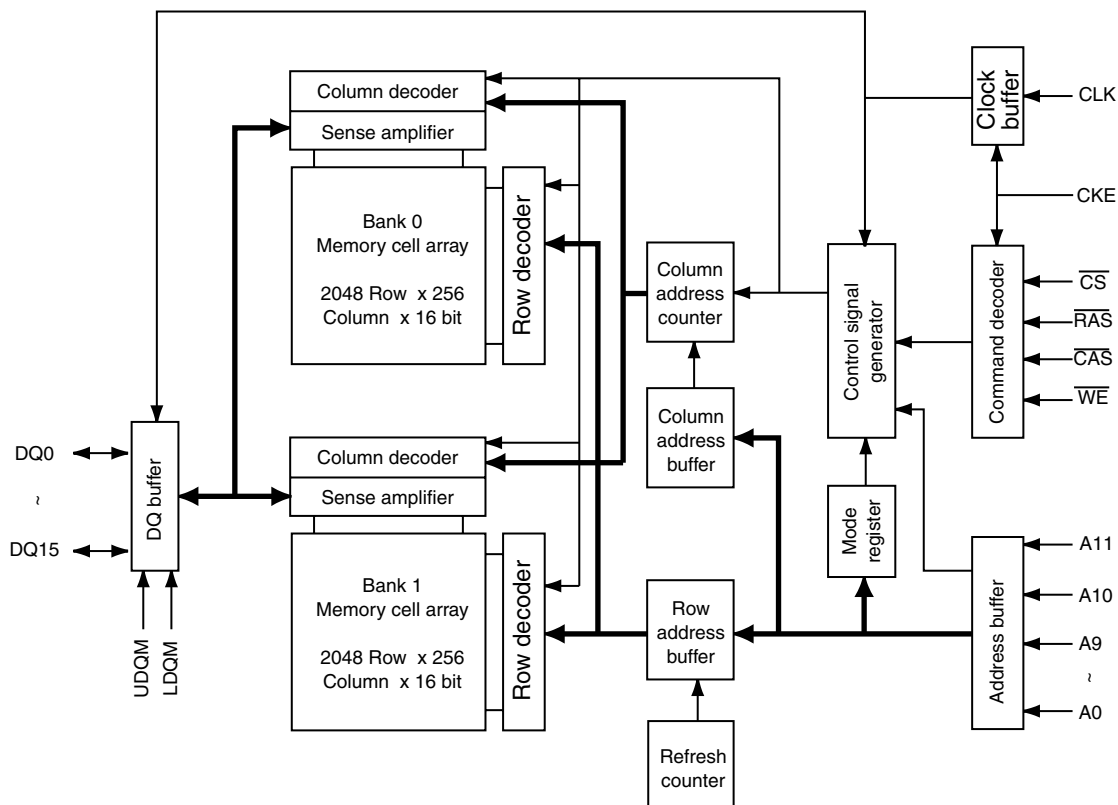 Column decoder
Sense amplifier
Bank 0
Memory cell array
2048 Row x 256
Column x 16 bit
Row decoder
Column
address
counter
Column
address
buffer
Control signal
generator
Clock
buffer
CLK
CKE
Command decoder
CS
RAS
CAS
WE
DQ0
~
DQ15
DQ buffer
UDQM
LDQM
Column decoder
Sense amplifier
Bank 1
Memory cell array
2048 Row x 256
Column x 16 bit
Row decoder
Row
address
buffer
Refresh
counter
Mode
register
Address buffer
A11
A10
A9
~
A0